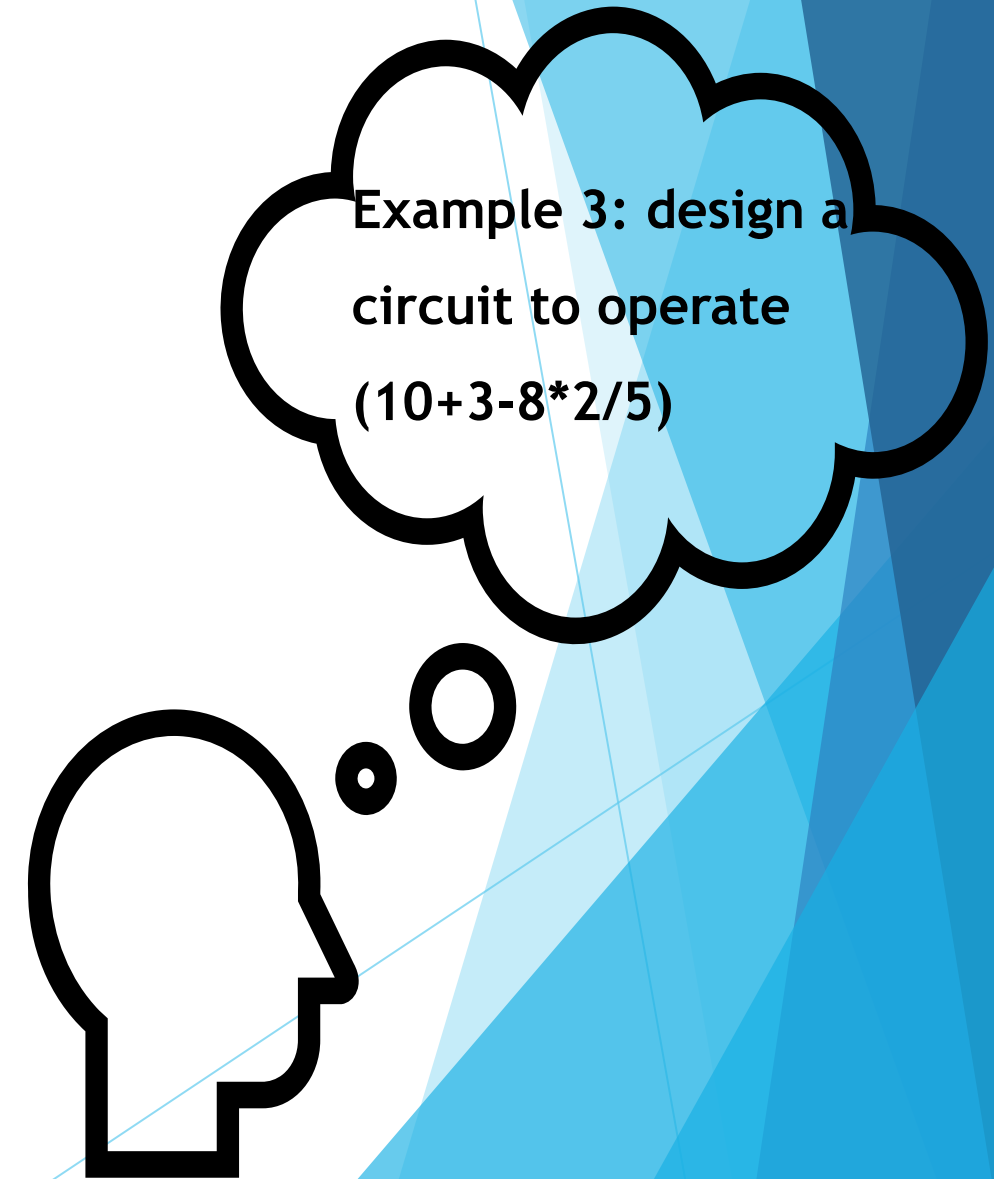 Example 3: design a
circuit to operate
(10+3-8*2/5)